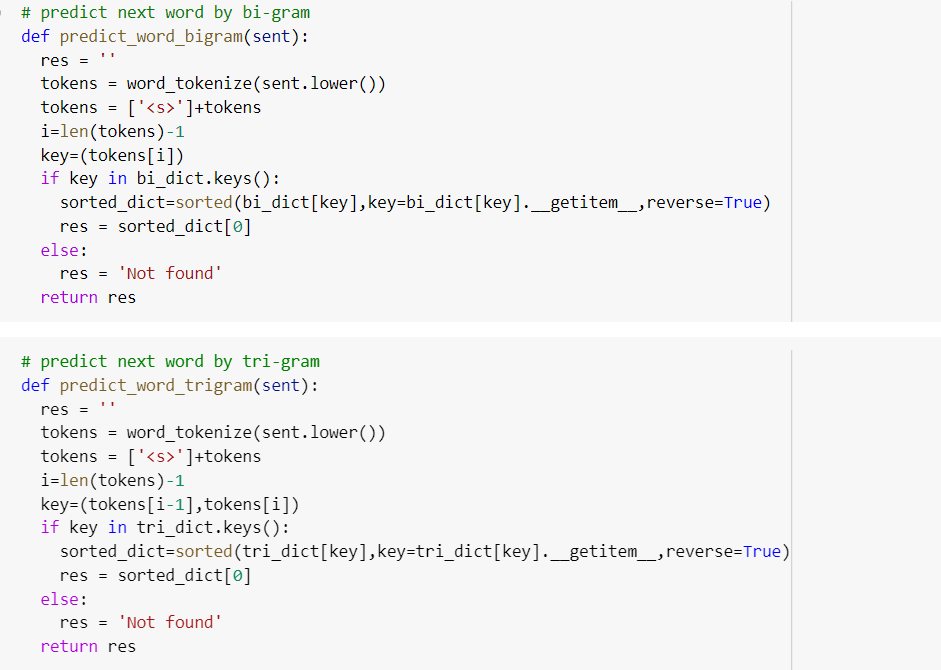 # predict next word by bi-gram
def predict_word_bigram(sent):
  res = ''
  tokens = word_tokenize(sent.lower())
  tokens = ['<s>']+tokens
  i=len(tokens)-1
  key=(tokens[i])
  if key in bi_dict.keys():
    sorted_dict=sorted(bi_dict[key],key=bi_dict[key].__getitem__,reverse=True)
    res = sorted_dict[0]
  else:
    res = 'Not found'
  return res
# predict next word by tri-gram
def predict_word_trigram(sent):
  res = ''
  tokens = word_tokenize(sent.lower())
  tokens = ['<s>']+tokens
  i=len(tokens)-1
  key=(tokens[i-1],tokens[i])
  if key in tri_dict.keys():
    sorted_dict=sorted(tri_dict[key],key=tri_dict[key].__getitem__,reverse=True)
    res = sorted_dict[0]
  else:
    res = 'Not found'
  return res